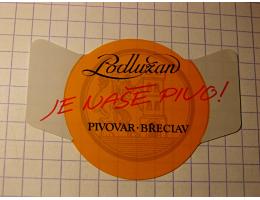 Podlužan
JE NAŠE PIVO!
PIVOVAR · BŘECLAV